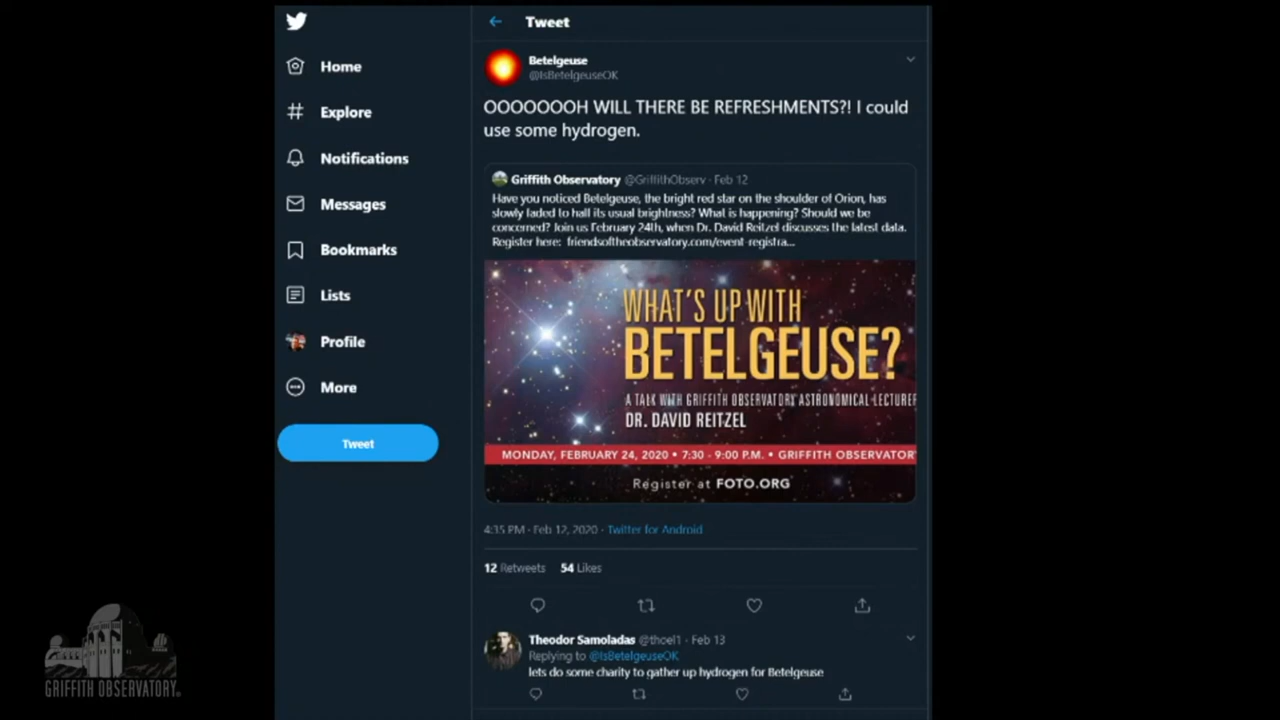 Tweet
Home
Explore
Notifications
Messages
Bookmarks
Lists
Profile
More
Tweet
Betelgeuse
@IsBetelgeuseOK
OOOOOOOH WILL THERE BE REFRESHMENTS?! I could
use some hydrogen.
Griffith Observatory @GriffithObserv · Feb 12
Have you noticed Betelgeuse, the bright red star on the shoulder of Orion, has
slowly faded to half its usual brightness? What is happening? Should we be
concerned? Join us February 24th, when Dr. David Reitzel discusses the latest data.
Register here: friendsoftheobservatory.com/event-registra...
WHAT'S UP WITH
BETELGEUSE?
A TALK WITH GRIFFITH OBSERVATORY ASTRONOMICAL LECTURER
DR. DAVID REITZEL
MONDAY, FEBRUARY 24, 2020 • 7:30 - 9:00 P.M. • GRIFFITH OBSERVATOR
Register at FOTO.ORG
4:35 PM · Feb 12, 2020 · Twitter for Android
12 Retweets 54 Likes
Theodor Samoladas @thoel1 · Feb 13
Replying to @IsBetelgeuseOK
lets do some charity to gather up hydrogen for Betelgeuse
GRIFFITH OBSERVATORY